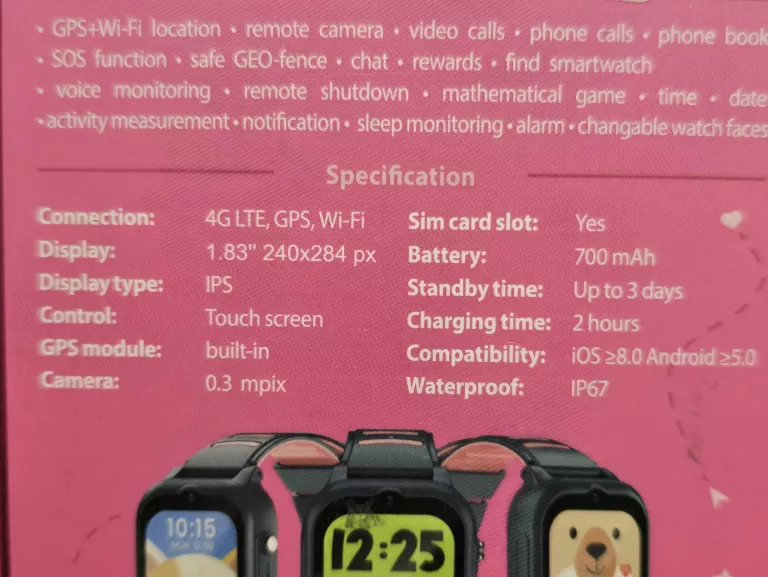 • GPS+Wi-Fi location • remote camera • video calls • phone calls • phone book
• SOS function • safe GEO-fence • chat • rewards • find smartwatch
• voice monitoring • remote shutdown • mathematical game • time • date
• activity measurement • notification • sleep monitoring • alarm • changable watch faces
Specification
Connection: 4G LTE, GPS, Wi-Fi Sim card slot: Yes
Display: 1.83" 240x284 px Battery: 700 mAh
Display type: IPS Standby time: Up to 3 days
Control: Touch screen Charging time: 2 hours
GPS module: built-in Compatibility: iOS ≥8.0 Android ≥5.0
Camera: 0.3 mpix Waterproof: IP67
10:15
12:25